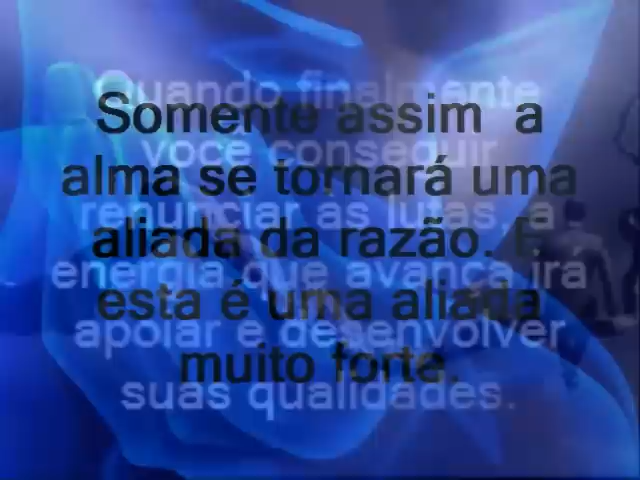 Quando finalmente
Somente assim a
você conseguir
alma se tornará uma
renunciar as lutas, a
aliada da razão. E
energia que avança ira
esta é uma aliada
apoiar e desenvolver
muito forte.
suas qualidades.